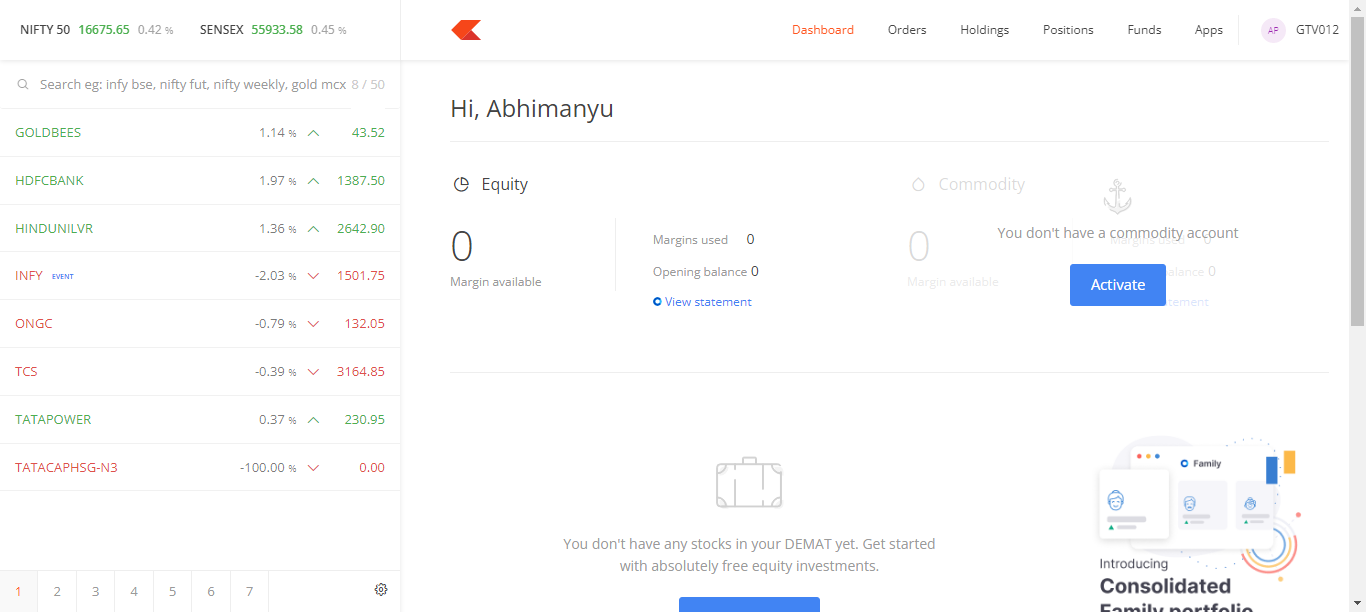 NIFTY 50 16675.65 0.42 % SENSEX 55933.58 0.45 %
Dashboard Orders Holdings Positions Funds Apps AF GTV012
Search eg: infy bse, nifty fut, nifty weekly, gold mcx 8 / 50
GOLDBEES 1.14 % 43.52
HDFCBANK 1.97 % 1387.50
HINDUNILVR 1.36 % 2642.90
INFY EVENT -2.03 % 1501.75
ONGC -0.79 % 132.05
TCS -0.39 % 3164.85
TATAPOWER 0.37 % 230.95
TATACAPHSG-N3 -100.00 % 0.00
1 2 3 4 5 6 7
Hi, Abhimanyu
Equity
0
Margin available
Margins used 0
Opening balance 0
View statement
Commodity
0
Margin available
You don't have a commodity account
Margins used 0
Activate
alance 0
tement
You don't have any stocks in your DEMAT yet. Get started
with absolutely free equity investments.
Family
Introducing
Consolidated
Family portfolio